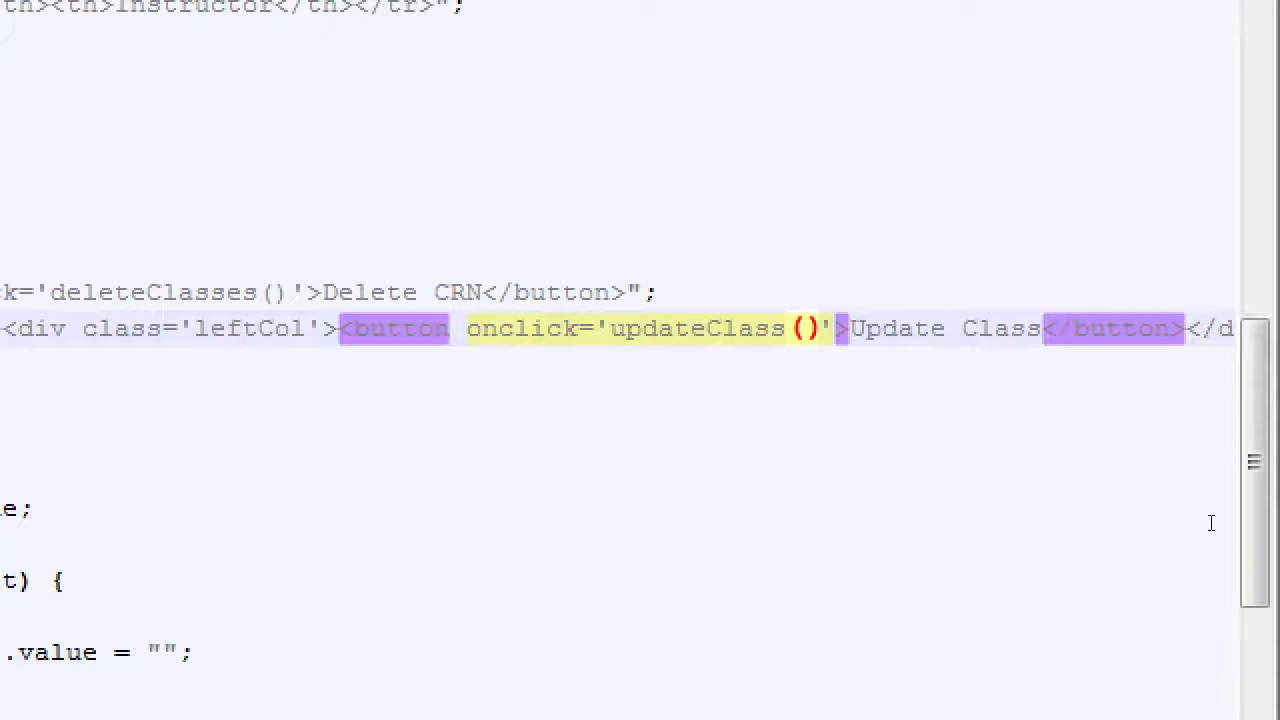 th><th>Instructor</th></tr>";
k='deleteClasses()'>Delete CRN</button>";
<div class='leftCol'><button onclick='updateClass()'>Update Class</button></d
e;
t) {
.value = "";